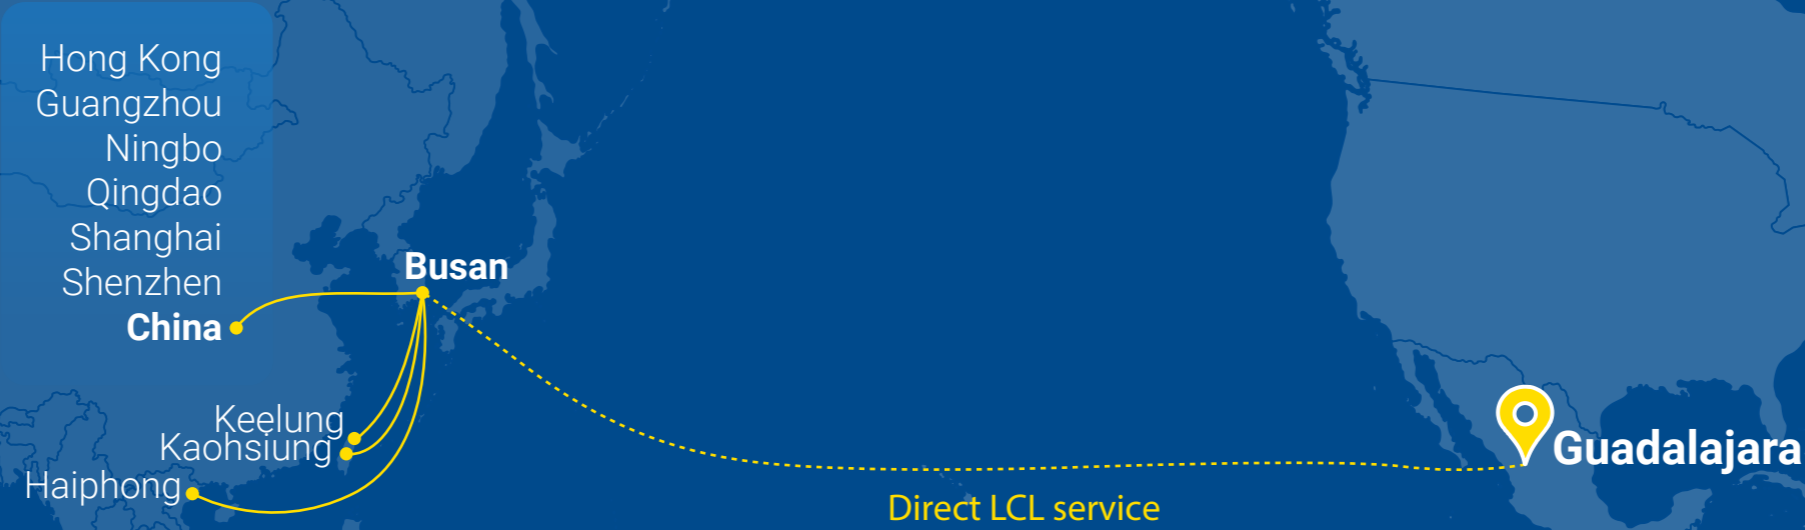 Hong Kong
Guangzhou
Ningbo
Qingdao
Shanghai
Shenzhen
China
Busan
Keelung
Kaohsiung
Haiphong
Guadalajara
Direct LCL service